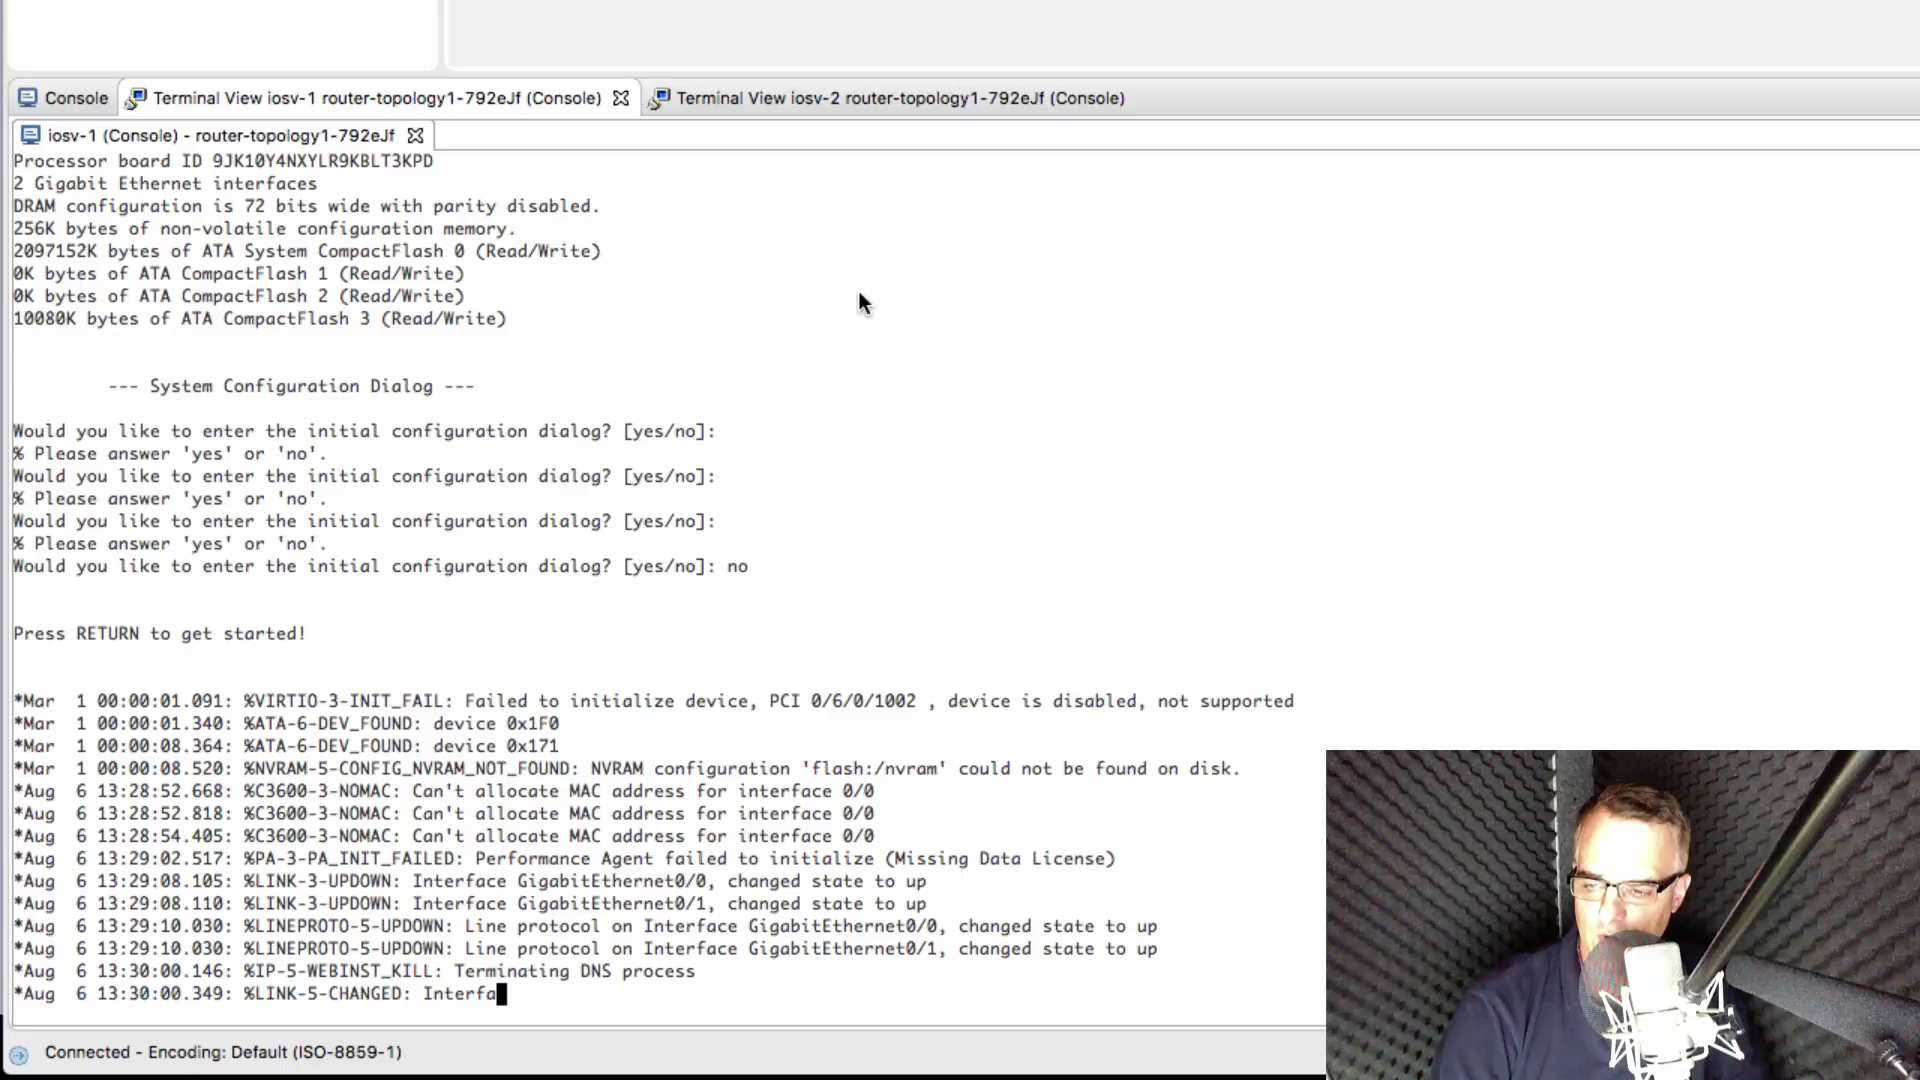 Console
Terminal View iosv-1 router-topology1-792eJf (Console)
Terminal View iosv-2 router-topology1-792eJf (Console)
iosv-1 (Console) - router-topology1-792eJf
Processor board ID 9JK10Y4NXYLR9KBLT3KPD
2 Gigabit Ethernet interfaces
DRAM configuration is 72 bits wide with parity disabled.
256K bytes of non-volatile configuration memory.
2097152K bytes of ATA System CompactFlash 0 (Read/Write)
0K bytes of ATA CompactFlash 1 (Read/Write)
0K bytes of ATA CompactFlash 2 (Read/Write)
10080K bytes of ATA CompactFlash 3 (Read/Write)
--- System Configuration Dialog ---
Would you like to enter the initial configuration dialog? [yes/no]:
% Please answer 'yes' or 'no'.
Would you like to enter the initial configuration dialog? [yes/no]:
% Please answer 'yes' or 'no'.
Would you like to enter the initial configuration dialog? [yes/no]:
% Please answer 'yes' or 'no'.
Would you like to enter the initial configuration dialog? [yes/no]: no
Press RETURN to get started!
*Mar  1 00:00:01.091: %VIRTIO-3-INIT_FAIL: Failed to initialize device, PCI 0/6/0/1002 , device is disabled, not supported
*Mar  1 00:00:01.340: %ATA-6-DEV_FOUND: device 0x1F0
*Mar  1 00:00:08.364: %ATA-6-DEV_FOUND: device 0x171
*Mar  1 00:00:08.520: %NVRAM-5-CONFIG_NVRAM_NOT_FOUND: NVRAM configuration 'flash:/nvram' could not be found on disk.
*Aug  6 13:28:52.668: %C3600-3-NOMAC: Can't allocate MAC address for interface 0/0
*Aug  6 13:28:52.818: %C3600-3-NOMAC: Can't allocate MAC address for interface 0/0
*Aug  6 13:28:54.405: %C3600-3-NOMAC: Can't allocate MAC address for interface 0/0
*Aug  6 13:29:02.517: %PA-3-PA_INIT_FAILED: Performance Agent failed to initialize (Missing Data License)
*Aug  6 13:29:08.105: %LINK-3-UPDOWN: Interface GigabitEthernet0/0, changed state to up
*Aug  6 13:29:08.110: %LINK-3-UPDOWN: Interface GigabitEthernet0/1, changed state to up
*Aug  6 13:29:10.030: %LINEPROTO-5-UPDOWN: Line protocol on Interface GigabitEthernet0/0, changed state to up
*Aug  6 13:29:10.030: %LINEPROTO-5-UPDOWN: Line protocol on Interface GigabitEthernet0/1, changed state to up
*Aug  6 13:30:00.146: %IP-5-WEBINST_KILL: Terminating DNS process
*Aug  6 13:30:00.349: %LINK-5-CHANGED: Interfa
Connected - Encoding: Default (ISO-8859-1)